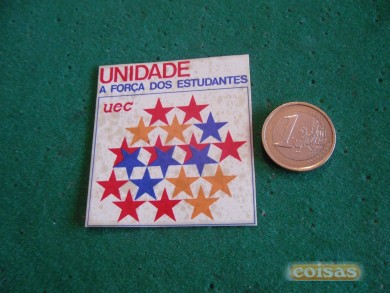 UNIDADE
A FORÇA DOS ESTUDANTES
uec
1
coisas